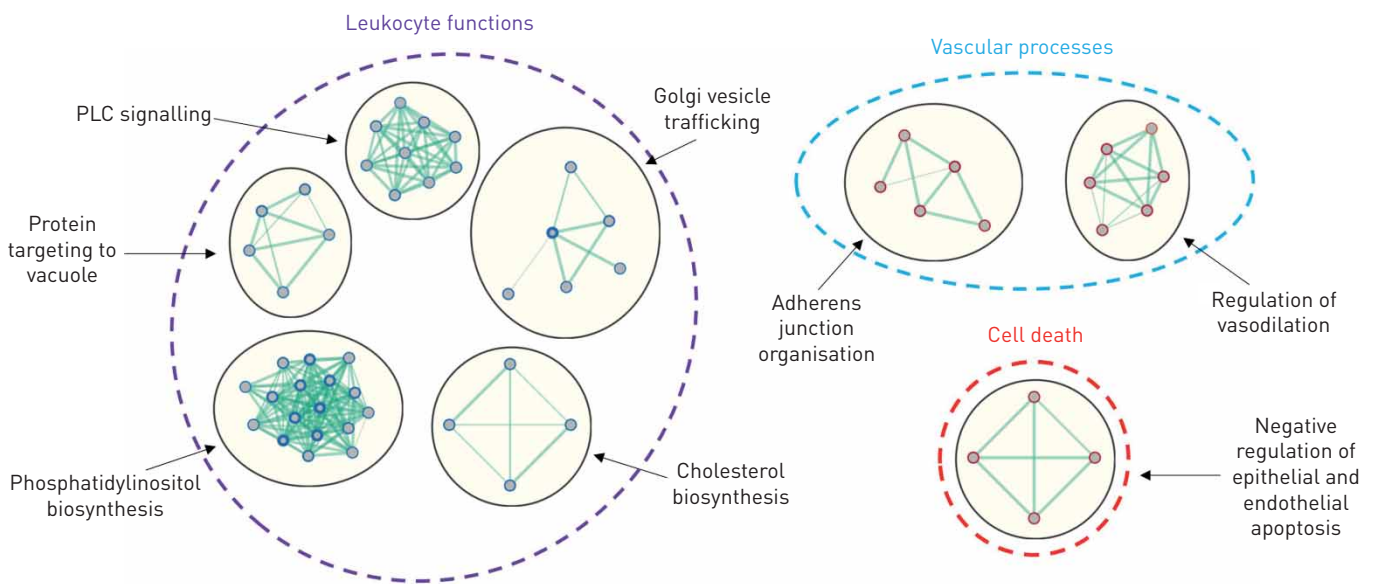 Leukocyte functions
PLC signalling
Golgi vesicle
trafficking
Protein
targeting to
vacuole
Phosphatidylinositol
biosynthesis
Cholesterol
biosynthesis
Vascular processes
Adherens
junction
organisation
Regulation of
vasodilation
Cell death
Negative
regulation of
epithelial and
endothelial
apoptosis